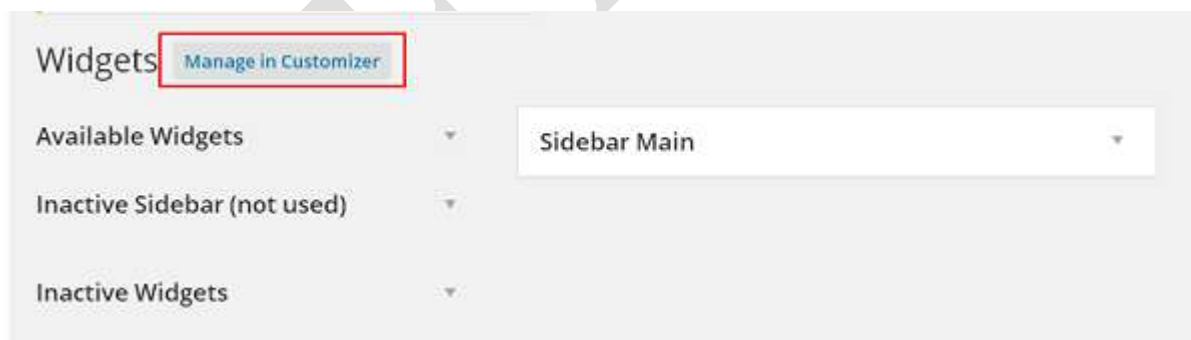 Widgets Manage in Customizer
Available Widgets
Sidebar Main
Inactive Sidebar (not used)
Inactive Widgets